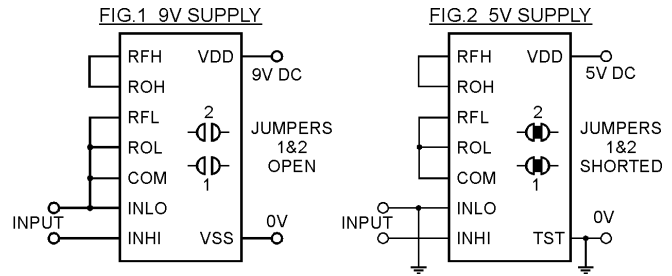 FIG.1 9V SUPPLY
RFH VDD
9V DC
ROH
RFL
2
JUMPERS
ROL
1&2
OPEN
COM
1
INLO
INPUT
0V
INHI VSS
FIG.2 5V SUPPLY
RFH VDD
5V DC
ROH
RFL
2
JUMPERS
ROL
1&2
SHORTED
COM
1
INLO
INPUT
0V
INHI TST